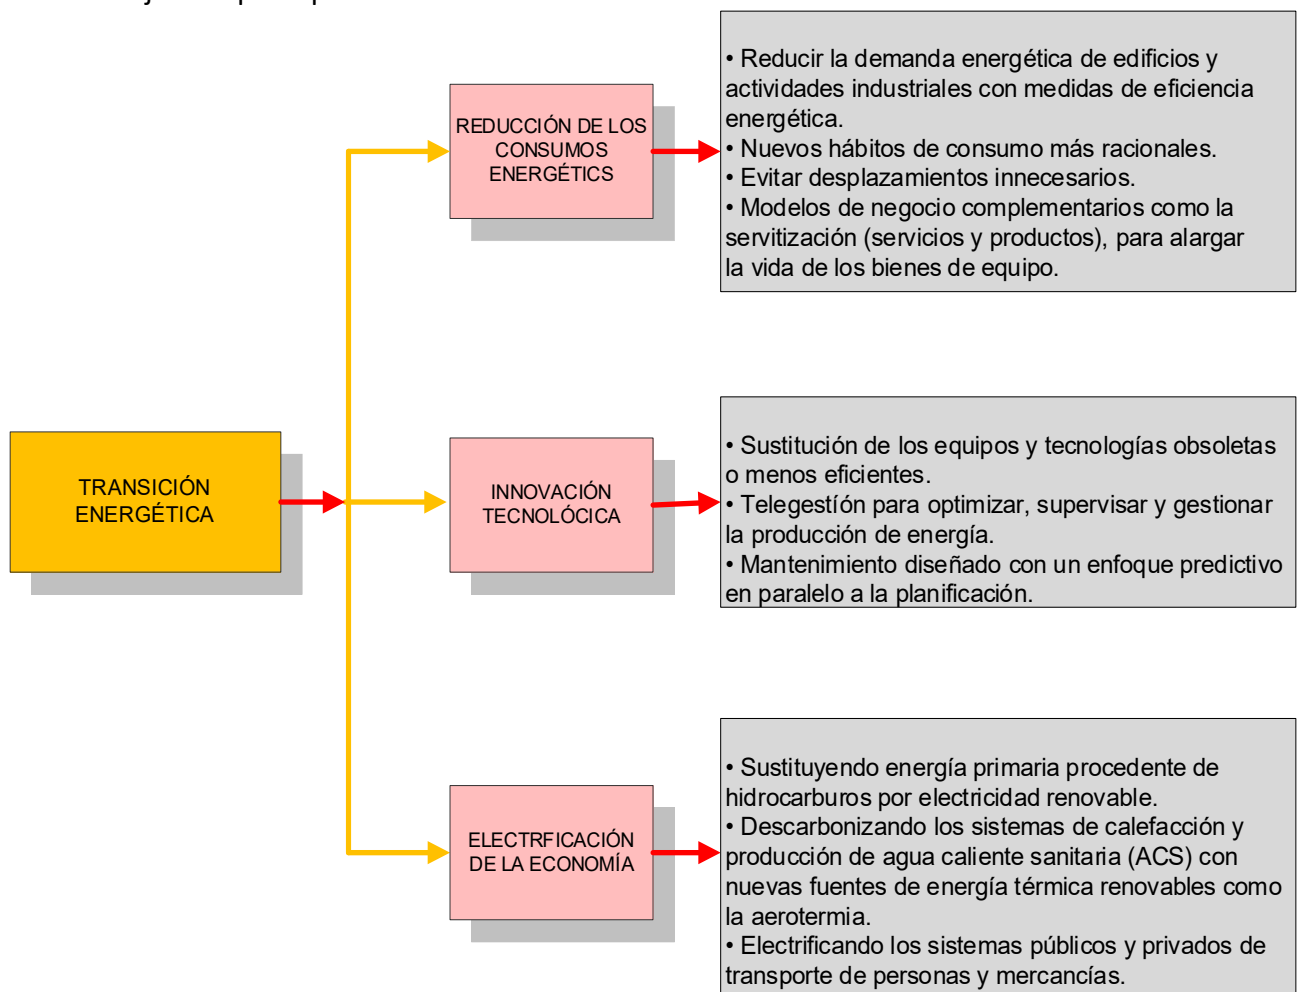 REDUCCIÓN DE LOS
CONSUMOS
ENERGÉTICS
• Reducir la demanda energética de edificios y
actividades industriales con medidas de eficiencia
energética.
• Nuevos hábitos de consumo más racionales.
• Evitar desplazamientos innecesarios.
• Modelos de negocio complementarios como la
servitización (servicios y productos), para alargar
la vida de los bienes de equipo.
TRANSICIÓN
ENERGÉTICA
INNOVACIÓN
TECNOLÓCICA
• Sustitución de los equipos y tecnologías obsoletas
o menos eficientes.
• Telegestíón para optimizar, supervisar y gestionar
la producción de energía.
• Mantenimiento diseñado con un enfoque predictivo
en paralelo a la planificación.
ELECTRFICACIÓN
DE LA ECONOMÍA
• Sustituyendo energía primaria procedente de
hidrocarburos por electricidad renovable.
• Descarbonizando los sistemas de calefacción y
producción de agua caliente sanitaria (ACS) con
nuevas fuentes de energía térmica renovables como
la aerotermia.
• Electrificando los sistemas públicos y privados de
transporte de personas y mercancías.